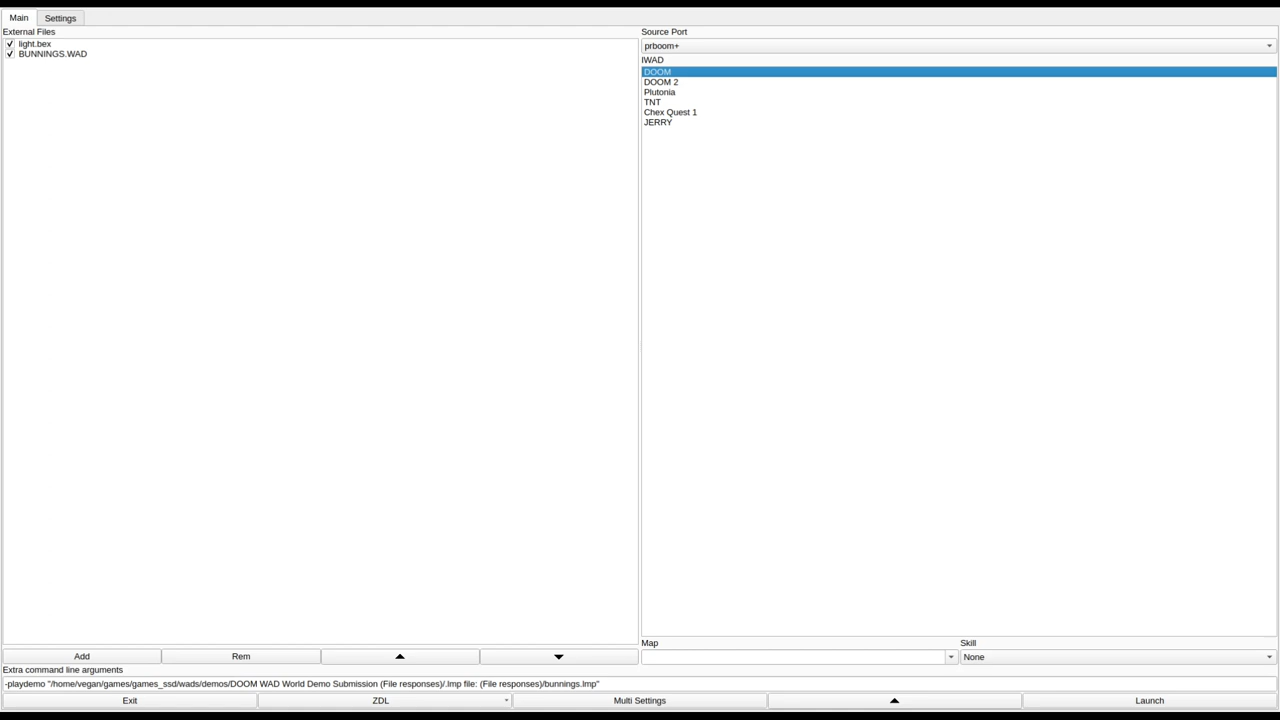 Main Settings
External Files
light.bex
BUNNINGS.WAD
Source Port
prboom+
IWAD
DOOM
DOOM 2
Plutonia
TNT
Chex Quest 1
JERRY
Map Skill
None
Add Rem
Extra command line arguments
-playdemo "/home/vegan/games/games_ssd/wads/demos/DOOM WAD World Demo Submission (File responses)/.lmp file: (File responses)/bunnings.lmp"
Exit ZDL Multi Settings Launch